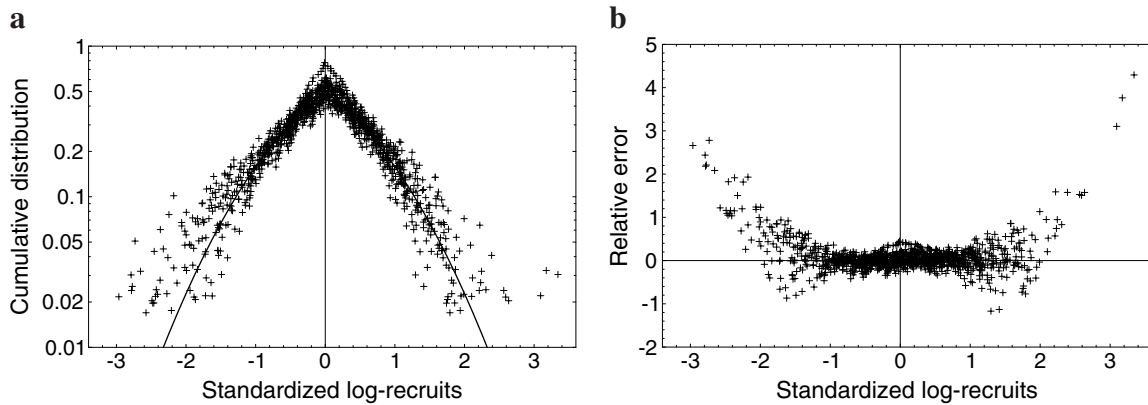 a
Cumulative distribution
1
0.5
0.2
0.1
0.05
0.02
0.01
-3 -2 -1 0 1 2 3
Standardized log-recruits
b
Relative error
5
4
3
2
1
0
-1
-2
-3 -2 -1 0 1 2 3
Standardized log-recruits